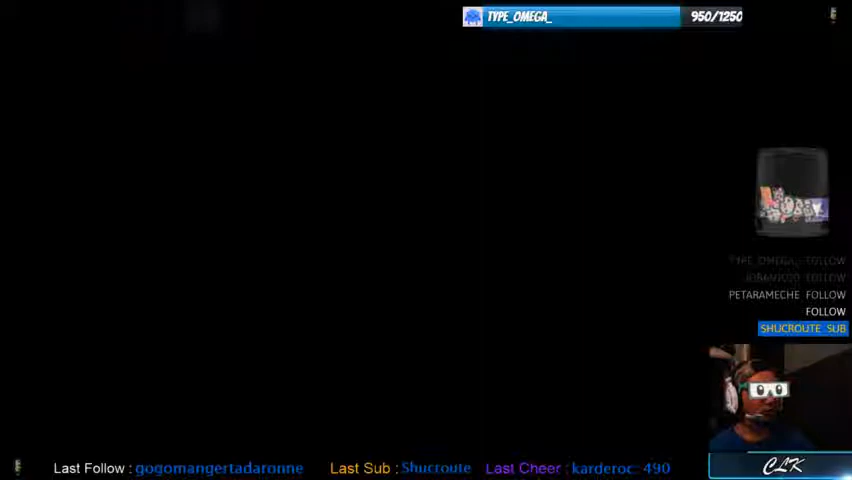 TYPE_OMEGA_ 950/1250
TYPE_OMEGA_ FOLLOW
FOLLOW
PETARAMECHE FOLLOW
FOLLOW
SHUCROUTE SUB
CLK
Last Follow : gogomangertadaronne Last Sub : Shucroute Last Cheer : karderoc: 490